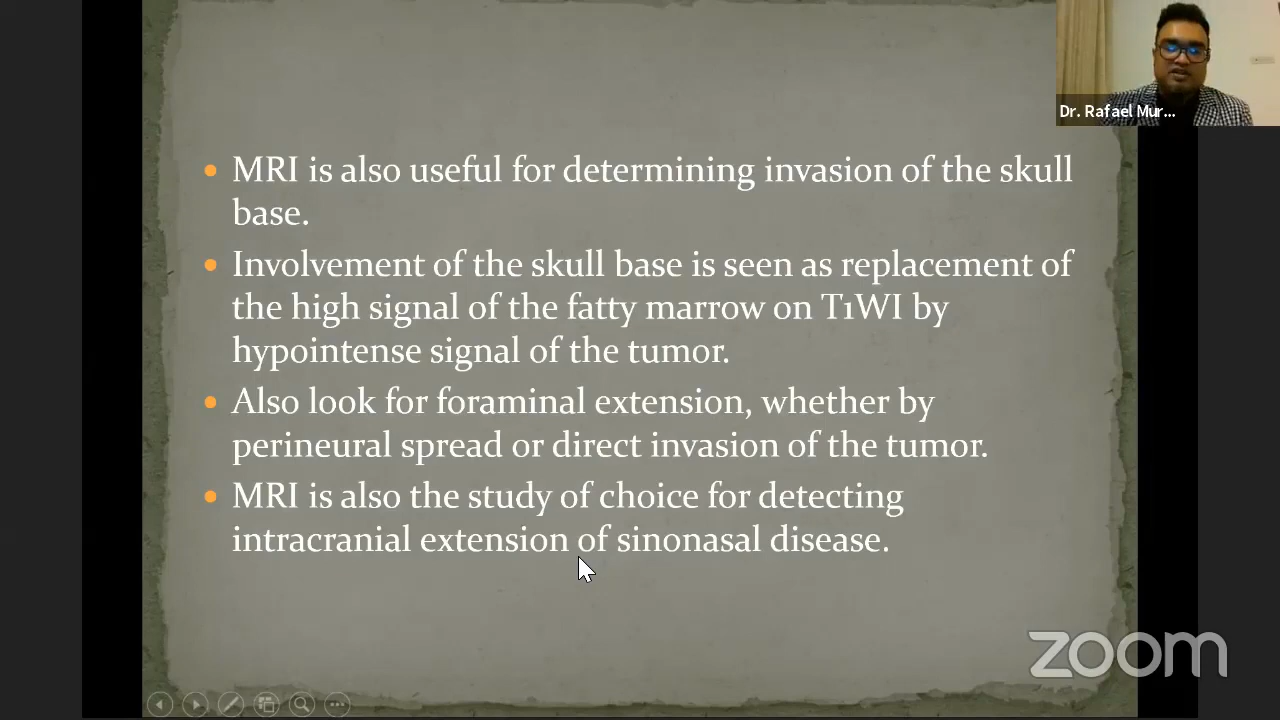 Dr. Rafael Mur...
MRI is also useful for determining invasion of the skull
base.
Involvement of the skull base is seen as replacement of
the high signal of the fatty marrow on T1WI by
hypointense signal of the tumor.
Also look for foraminal extension, whether by
perineural spread or direct invasion of the tumor.
MRI is also the study of choice for detecting
intracranial extension of sinonasal disease.
zoom